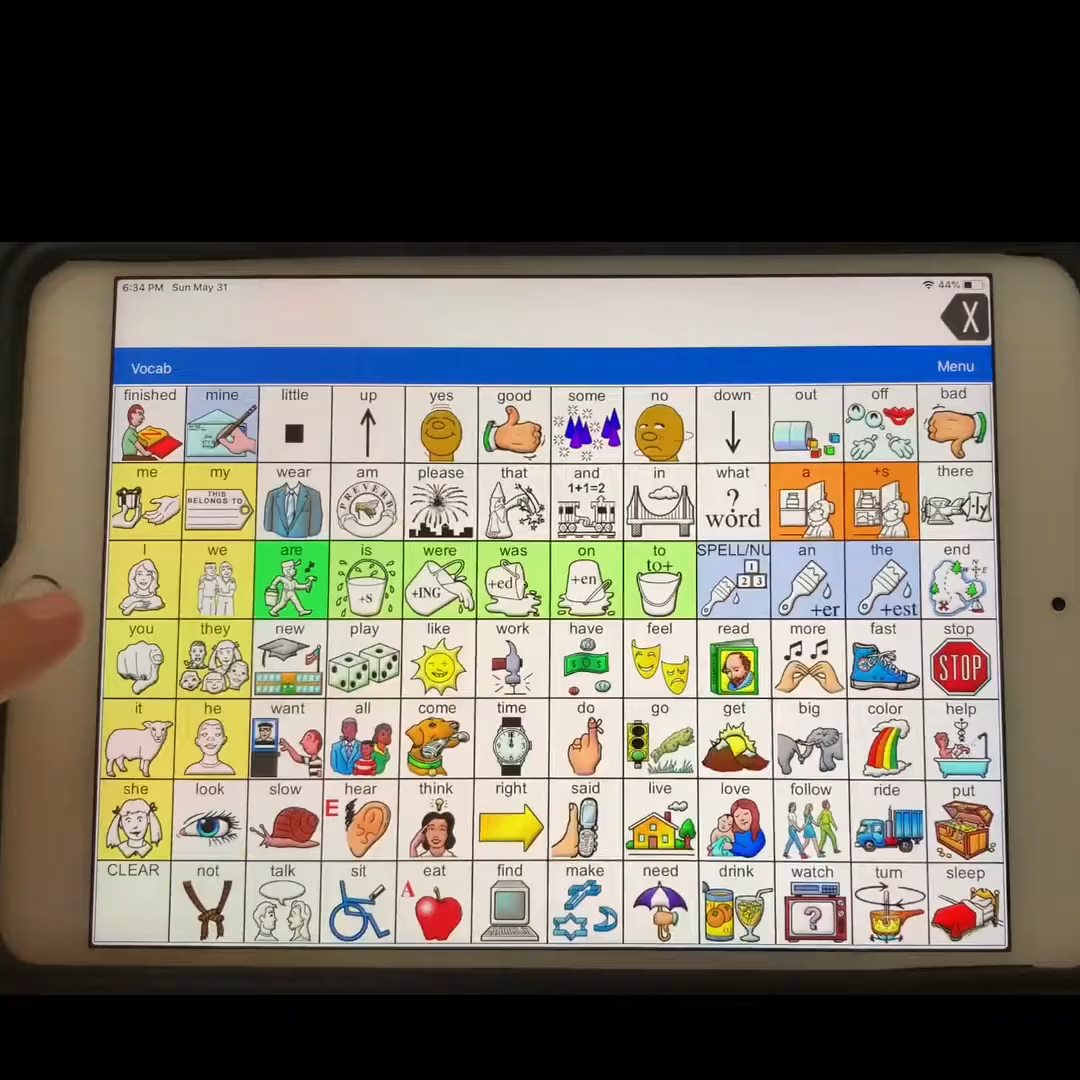 6:34 PM Sun May 31
44%
X
Vocab Menu
finished mine little up yes good some no down out off bad
me my wear am please that and in what a +s there
THIS BELONGS TO
PREVERB
1+1=2
? word
-ly
I we are is were was on to SPELL/NU an the end
+S
+ING
+ed
+en
to+
1 2 3
+er
+est
N
E
you they new play like work have feel read more fast stop
STOP
it he want all come time do go get big color help
she look slow hear think right said live love follow ride put
E
CLEAR not talk sit eat find make need drink watch turn sleep
A
?